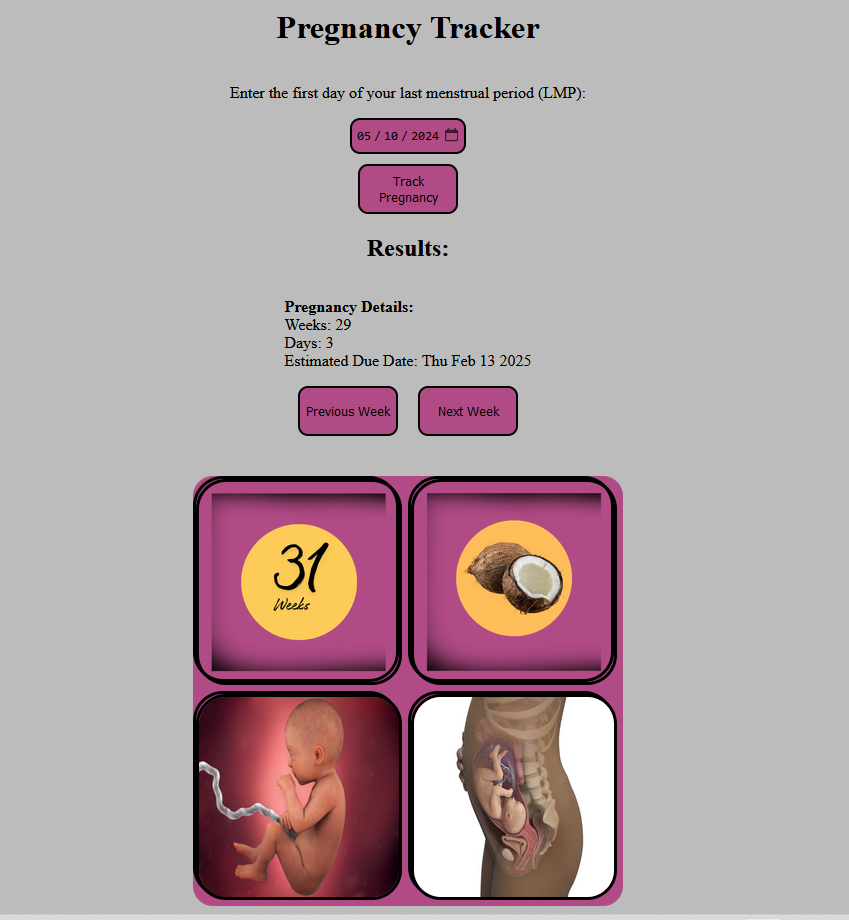 Pregnancy Tracker
Enter the first day of your last menstrual period (LMP):
05 / 10 / 2024
Track
Pregnancy
Results:
Pregnancy Details:
Weeks: 29
Days: 3
Estimated Due Date: Thu Feb 13 2025
Previous Week Next Week
31
Weeks